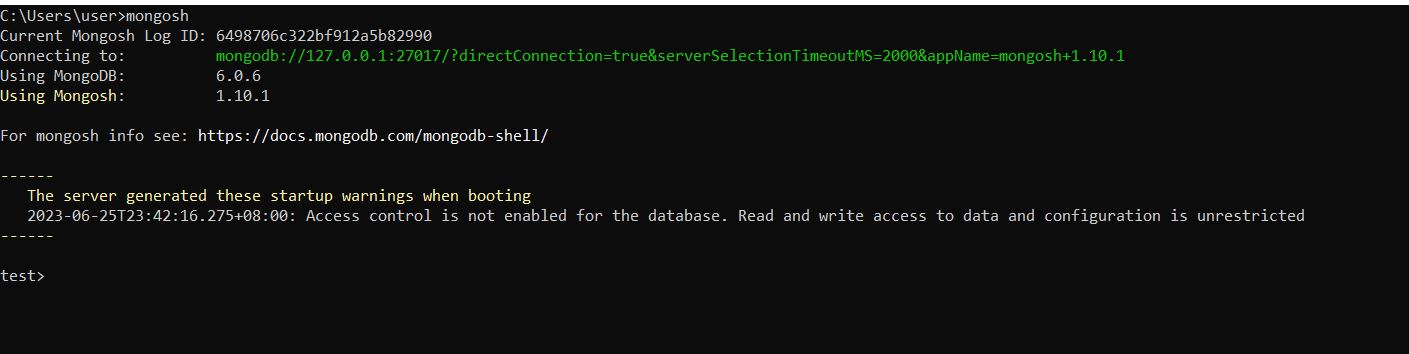 C:\Users\user>mongosh
Current Mongosh Log ID: 6498706c322bf912a5b82990
Connecting to:          mongodb://127.0.0.1:27017/?directConnection=true&serverSelectionTimeoutMS=2000&appName=mongosh+1.10.1
Using MongoDB:          6.0.6
Using Mongosh:          1.10.1
For mongosh info see: https://docs.mongodb.com/mongodb-shell/
------
   The server generated these startup warnings when booting
   2023-06-25T23:42:16.275+08:00: Access control is not enabled for the database. Read and write access to data and configuration is unrestricted
------
test>